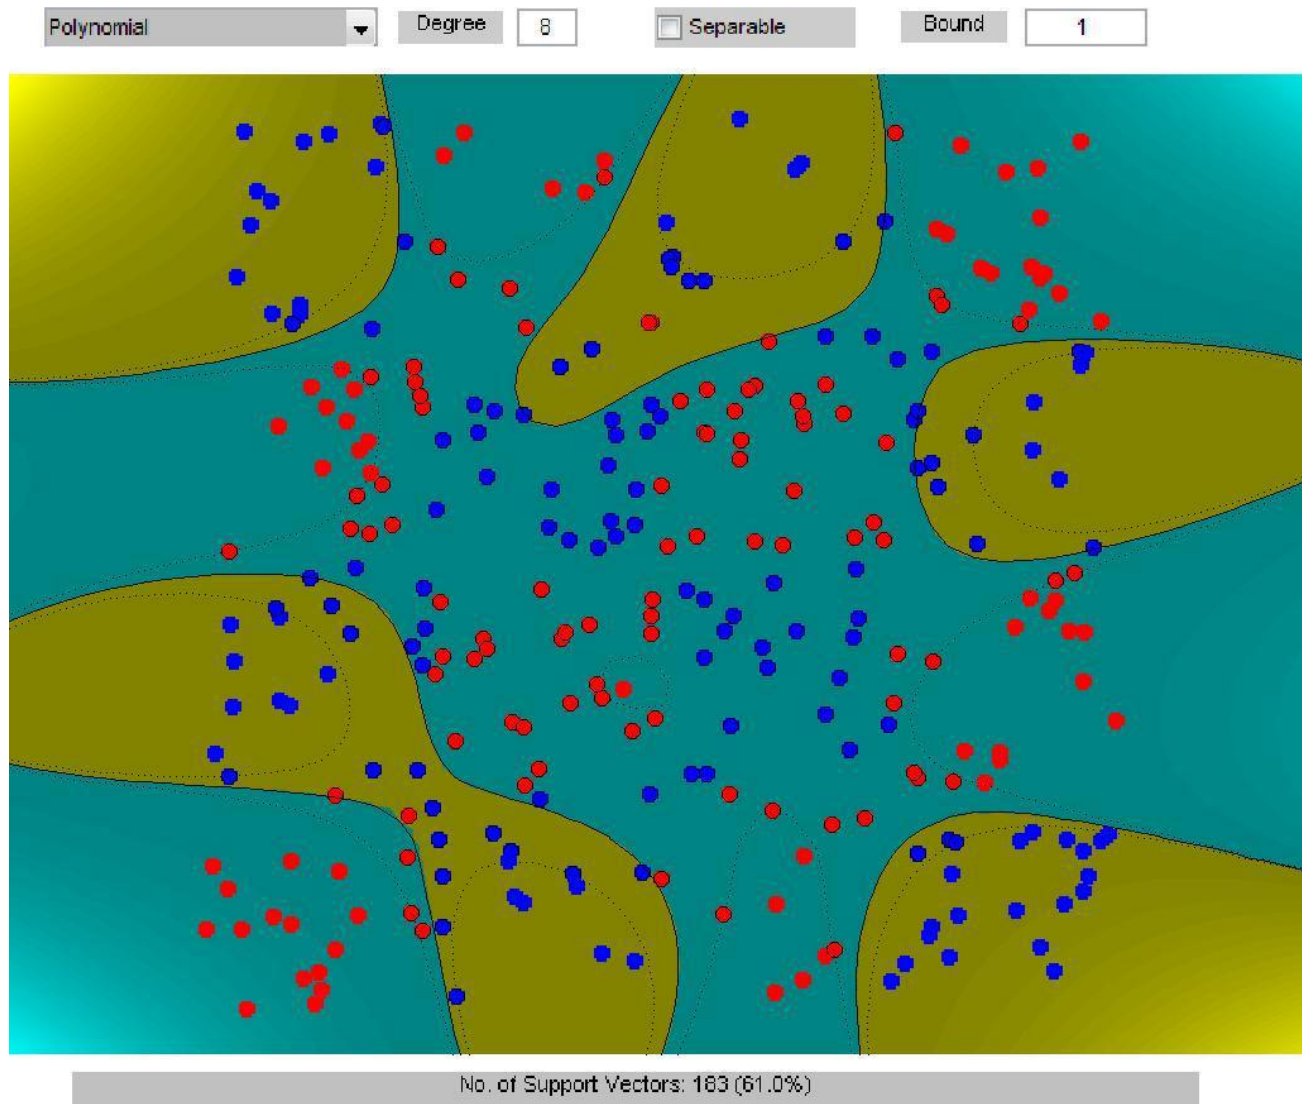 Polynomial Degree 8 Separable Bound 1
No. of Support Vectors: 183 (61.0%)